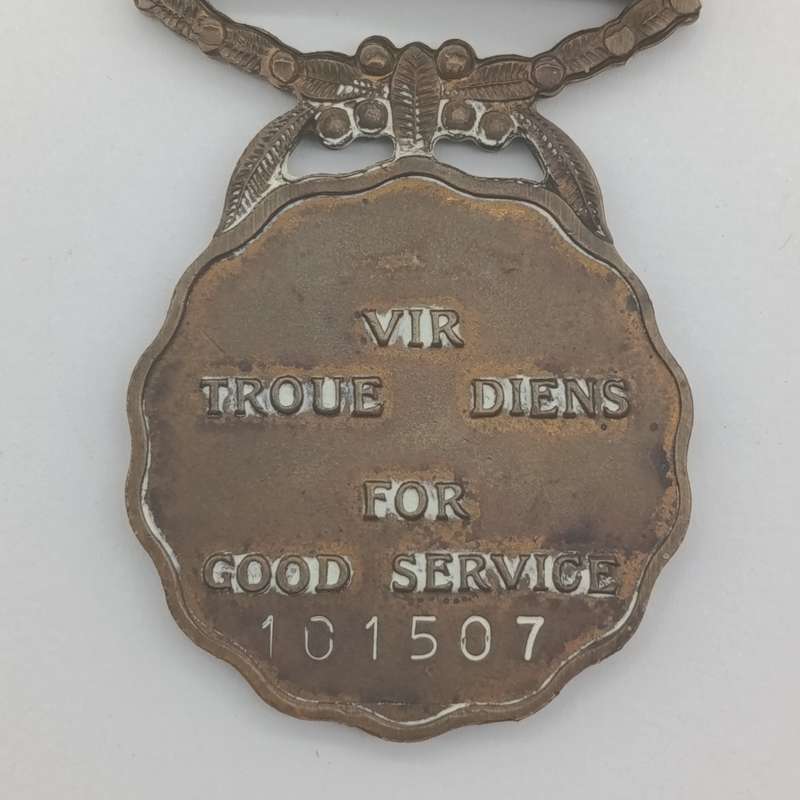 VIR
TROUE DIENS
FOR
GOOD SERVICE
101507